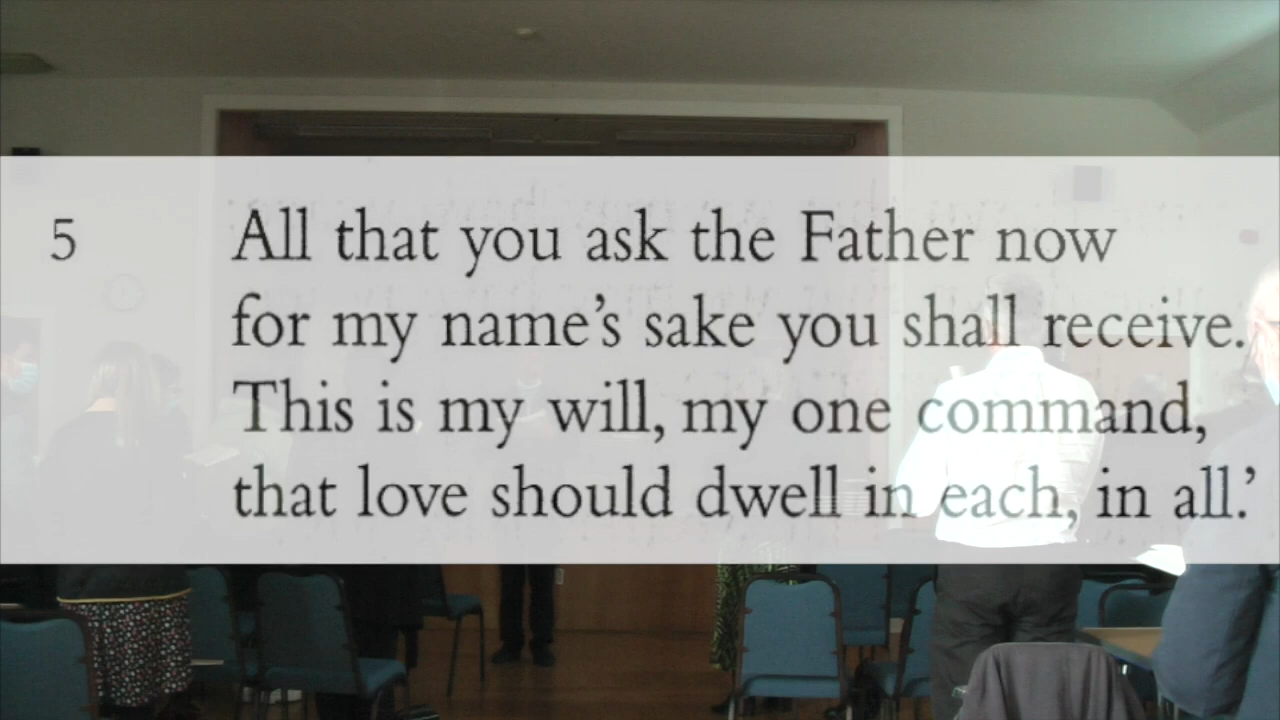 5 All that you ask the Father now
for my name’s sake you shall receive.
This is my will, my one command,
that love should dwell in each, in all.’